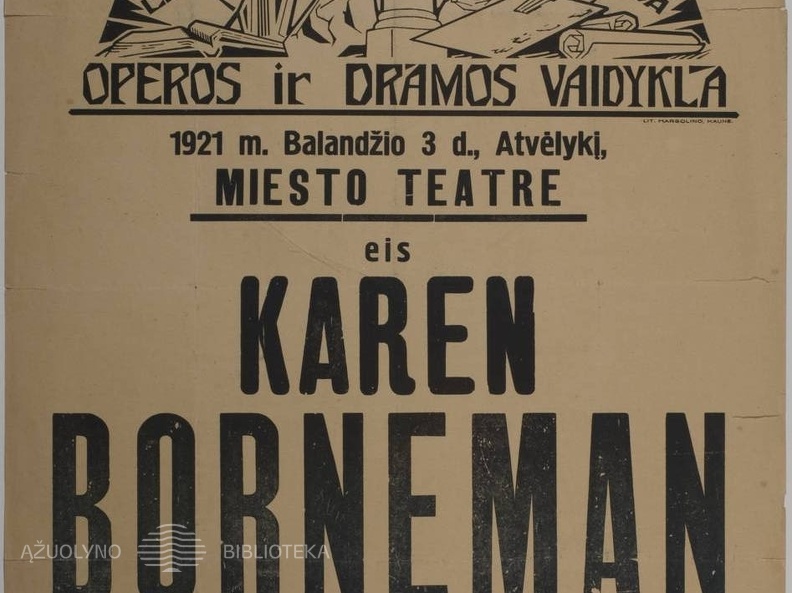 OPEROS ir DRAMOS VAIDYKLA
LIT. MARGOLINO, KAUNE.
1921 m. Balandžio 3 d., Atvėlykį,
MIESTO TEATRE
eis
KAREN
BORNEMAN
ĄŽUOLYNO BIBLIOTEKA